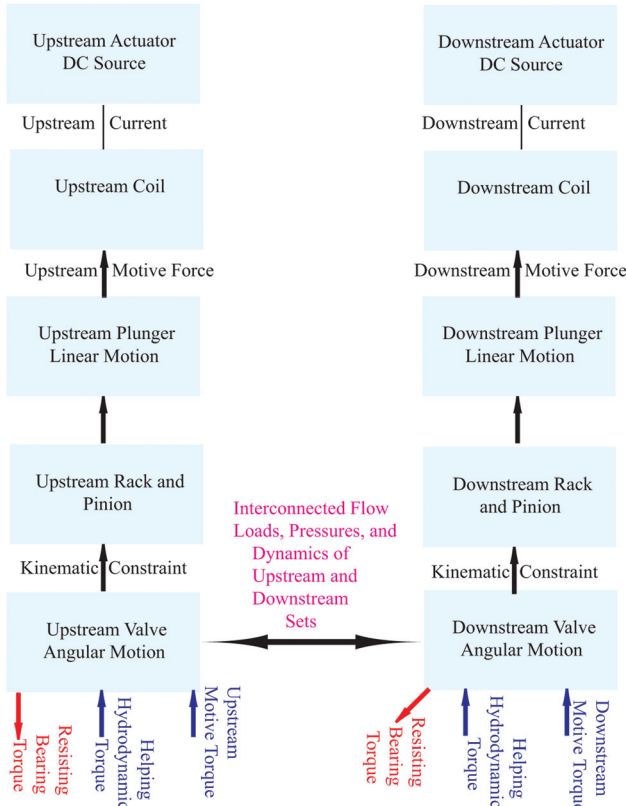 Upstream Actuator
DC Source
Upstream Current
Upstream Coil
Upstream Motive Force
Upstream Plunger
Linear Motion
Upstream Rack and
Pinion
Kinematic Constraint
Upstream Valve
Angular Motion
Resisting
Bearing
Torque
Helping
Hydrodynamic
Torque
Upstream
Motive Torque
Interconnected Flow
Loads, Pressures, and
Dynamics of
Upstream and
Downstream
Sets
Downstream Actuator
DC Source
Downstream Current
Downstream Coil
Downstream Motive Force
Downstream Plunger
Linear Motion
Downstream Rack
and Pinion
Kinematic Constraint
Downstream Valve
Angular Motion
Resisting
Bearing
Torque
Helping
Hydrodynamic
Torque
Downstream
Motive Torque